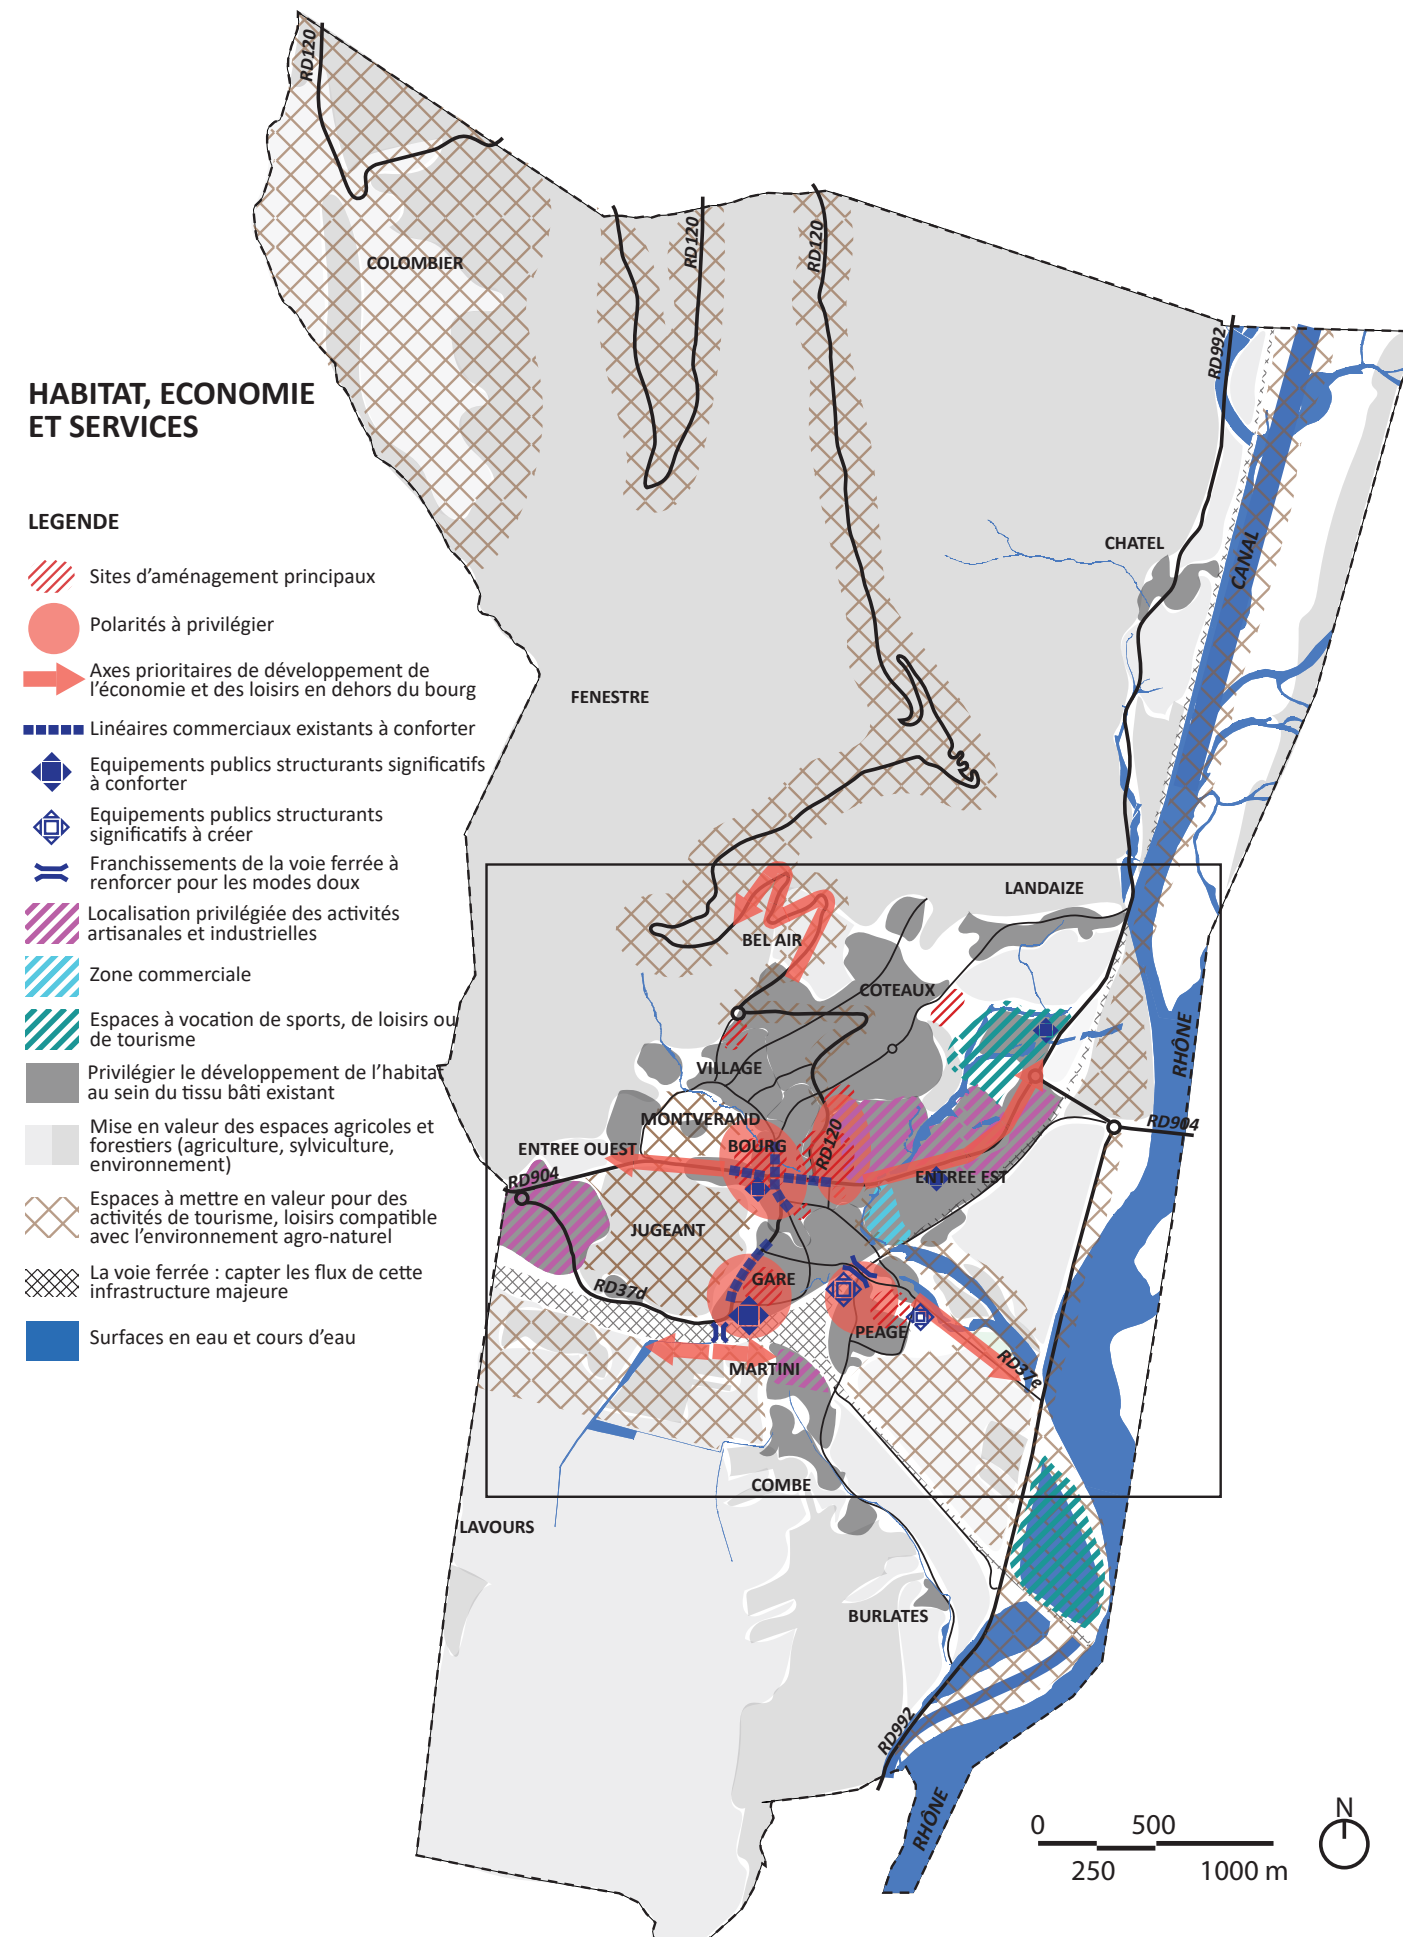 HABITAT, ECONOMIE
ET SERVICES
LEGENDE
Sites d'aménagement principaux
Polarités à privilégier
Axes prioritaires de développement de
l'économie et des loisirs en dehors du bourg
Linéaires commerciaux existants à conforter
Equipements publics structurants significatifs
à conforter
Equipements publics structurants
significatifs à créer
Franchissements de la voie ferrée à
renforcer pour les modes doux
Localisation privilégiée des activités
artisanales et industrielles
Zone commerciale
Espaces à vocation de sports, de loisirs ou
de tourisme
Privilégier le développement de l'habita
au sein du tissu bâti existant
Mise en valeur des espaces agricoles et
forestiers (agriculture, sylviculture,
environnement)
Espaces à mettre en valeur pour des
activités de tourisme, loisirs compatible
avec l'environnement agro-naturel
La voie ferrée : capter les flux de cette
infrastructure majeure
Surfaces en eau et cours d'eau
RD120
COLOMBIER
RD120
RD120
RD992
CHATEL
CANAL
FENESTRE
LANDAIZE
BEL AIR
COTEAUX
RHÔNE
VILLAGE
MONTVERAND
RD904
ENTREE OUEST
BOURG
RD120
RD904
ENTREE EST
JUGEANT
RD37d
GARE
PEAGE
MARTINI
RD37e
COMBE
LAVOURS
BURLATES
RD992
RHÔNE
0
500
250
1000 m
N